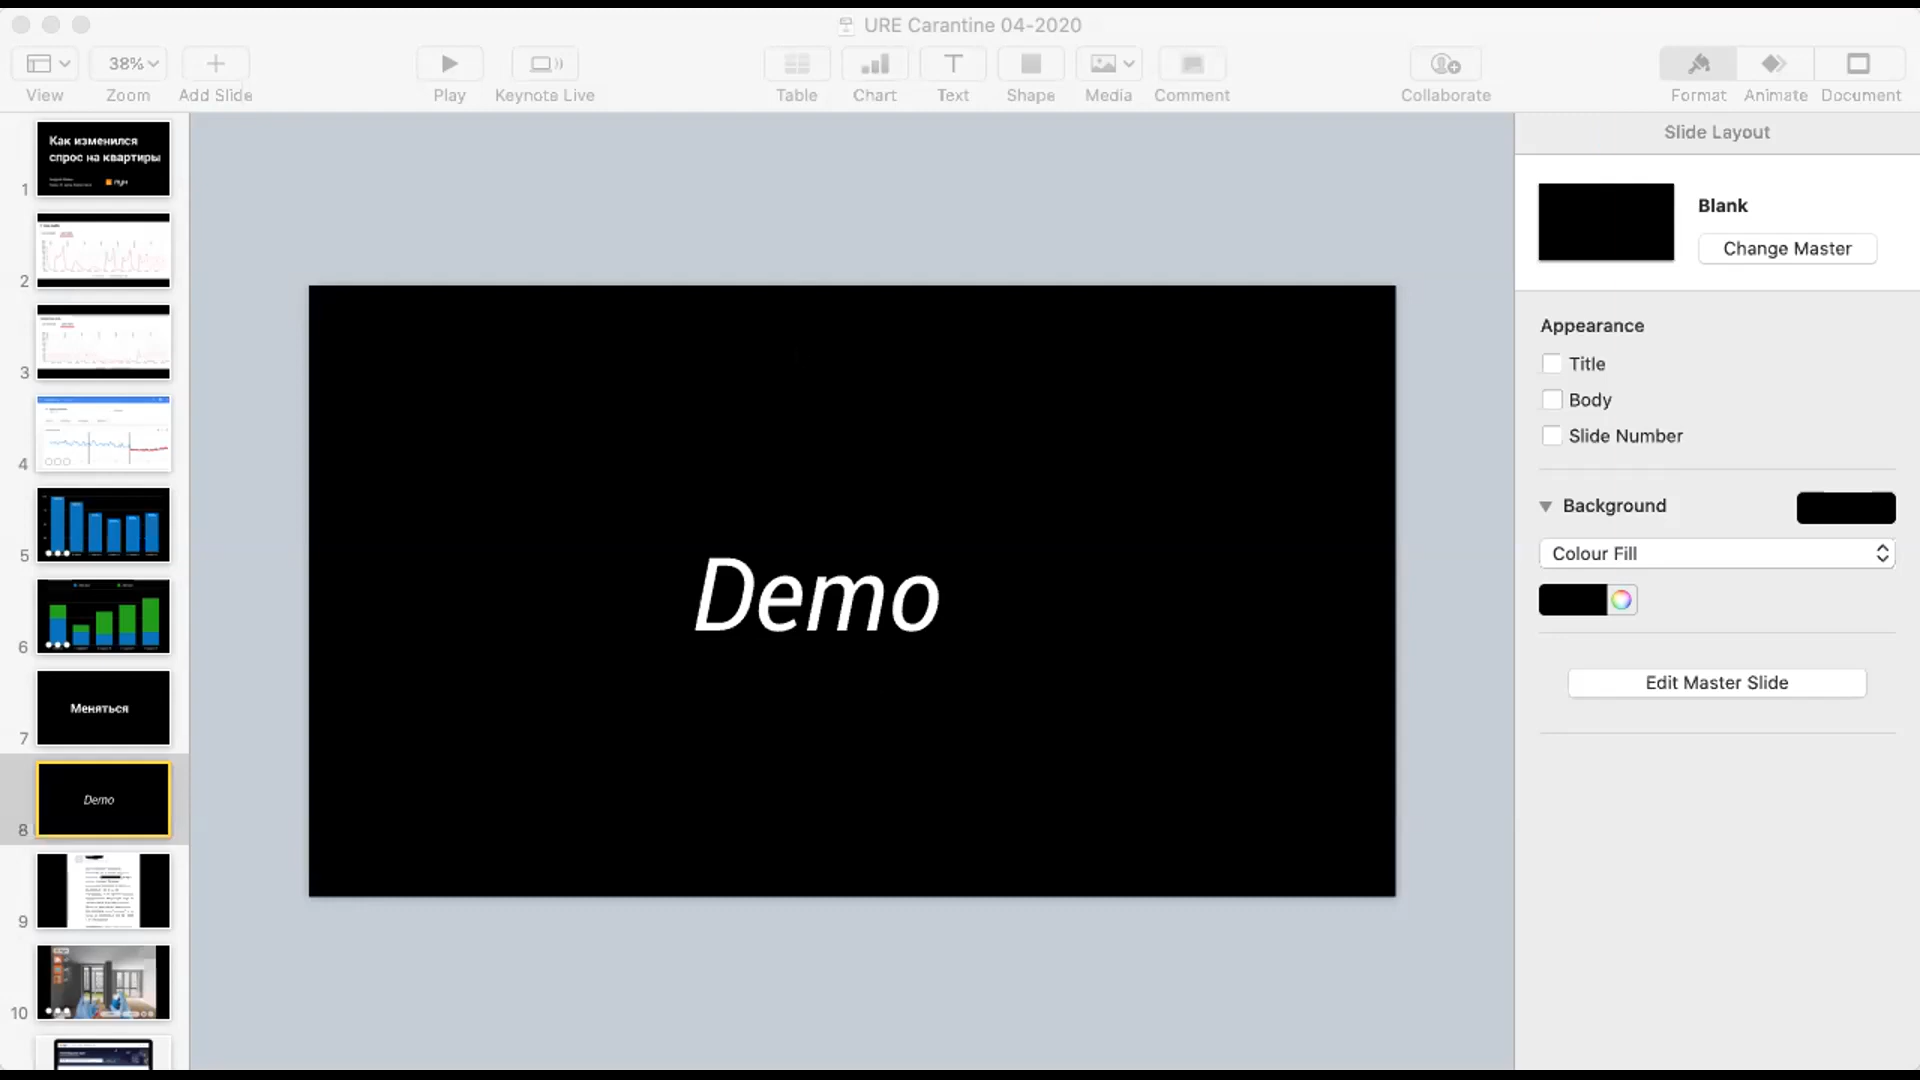 URE Carantine 04-2020
38%
View
Zoom
Add Slide
Play
Keynote Live
Table
Chart
Text
Shape
Media
Comment
Collaborate
Format
Animate
Document
Slide Layout
Blank
Change Master
Appearance
Title
Body
Slide Number
Background
Colour Fill
Edit Master Slide
Demo
Как изменился
спрос на квартиры
лун
1
2
3
4
5
6
Меняться
7
Demo
8
9
10